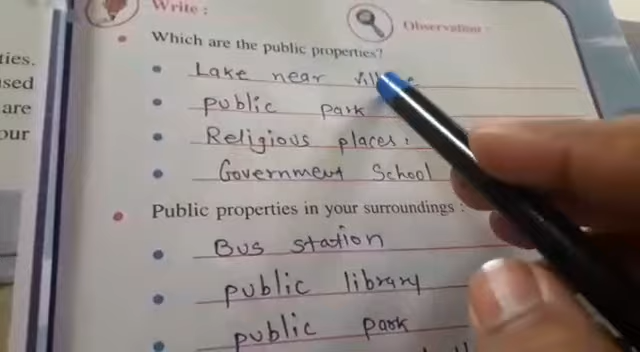 Write :
Observation :
Which are the public properties?
Lake near
public park
Religious places.
Government School
Public properties in your surroundings :
Bus station
public library
public park
ties.
used
are
our